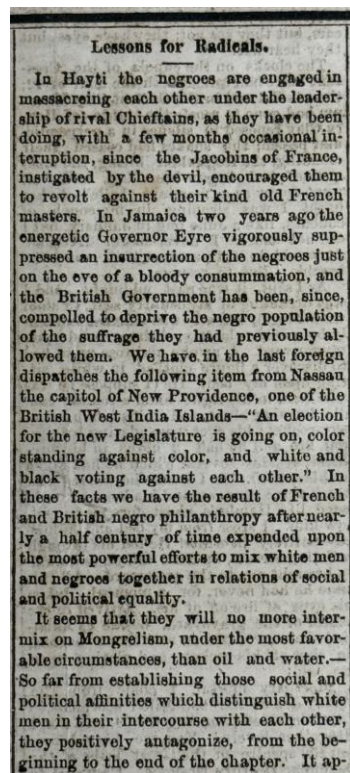 Lessons for Radicals.
In Hayti the negroes are engaged in
massacreing each other under the leader-
ship of rival Chieftains, as they have been
doing, with a few months occasional in-
teruption, since the Jacobins of France,
instigated by the devil, encouraged them
to revolt against their kind old French
masters. In Jamaica two years ago the
energetic Governor Eyre vigorously sup-
pressed an insurrection of the negroes just
on the eve of a bloody consummation, and
the British Government has been, since,
compelled to deprive the negro population
of the suffrage they had previously al-
lowed them. We have in the last foreign
dispatches the following item from Nassau
the capitol of New Providence, one of the
British West India Islands—"An election
for the new Legislature is going on, color
standing against color, and white and
black voting against each other." In
these facts we have the result of French
and British negro philanthropy after near-
ly a half century of time expended upon
the most powerful efforts to mix white men
and negroes together in relations of social
and political equality.
It seems that they will no more inter-
mix on Mongrelism, under the most favor-
able circumstances, than oil and water.—
So far from establishing those social and
political affinities which distinguish white
men in their intercourse with each other,
they positively antagonize, from the be-
ginning to the end of the chapter. It ap-